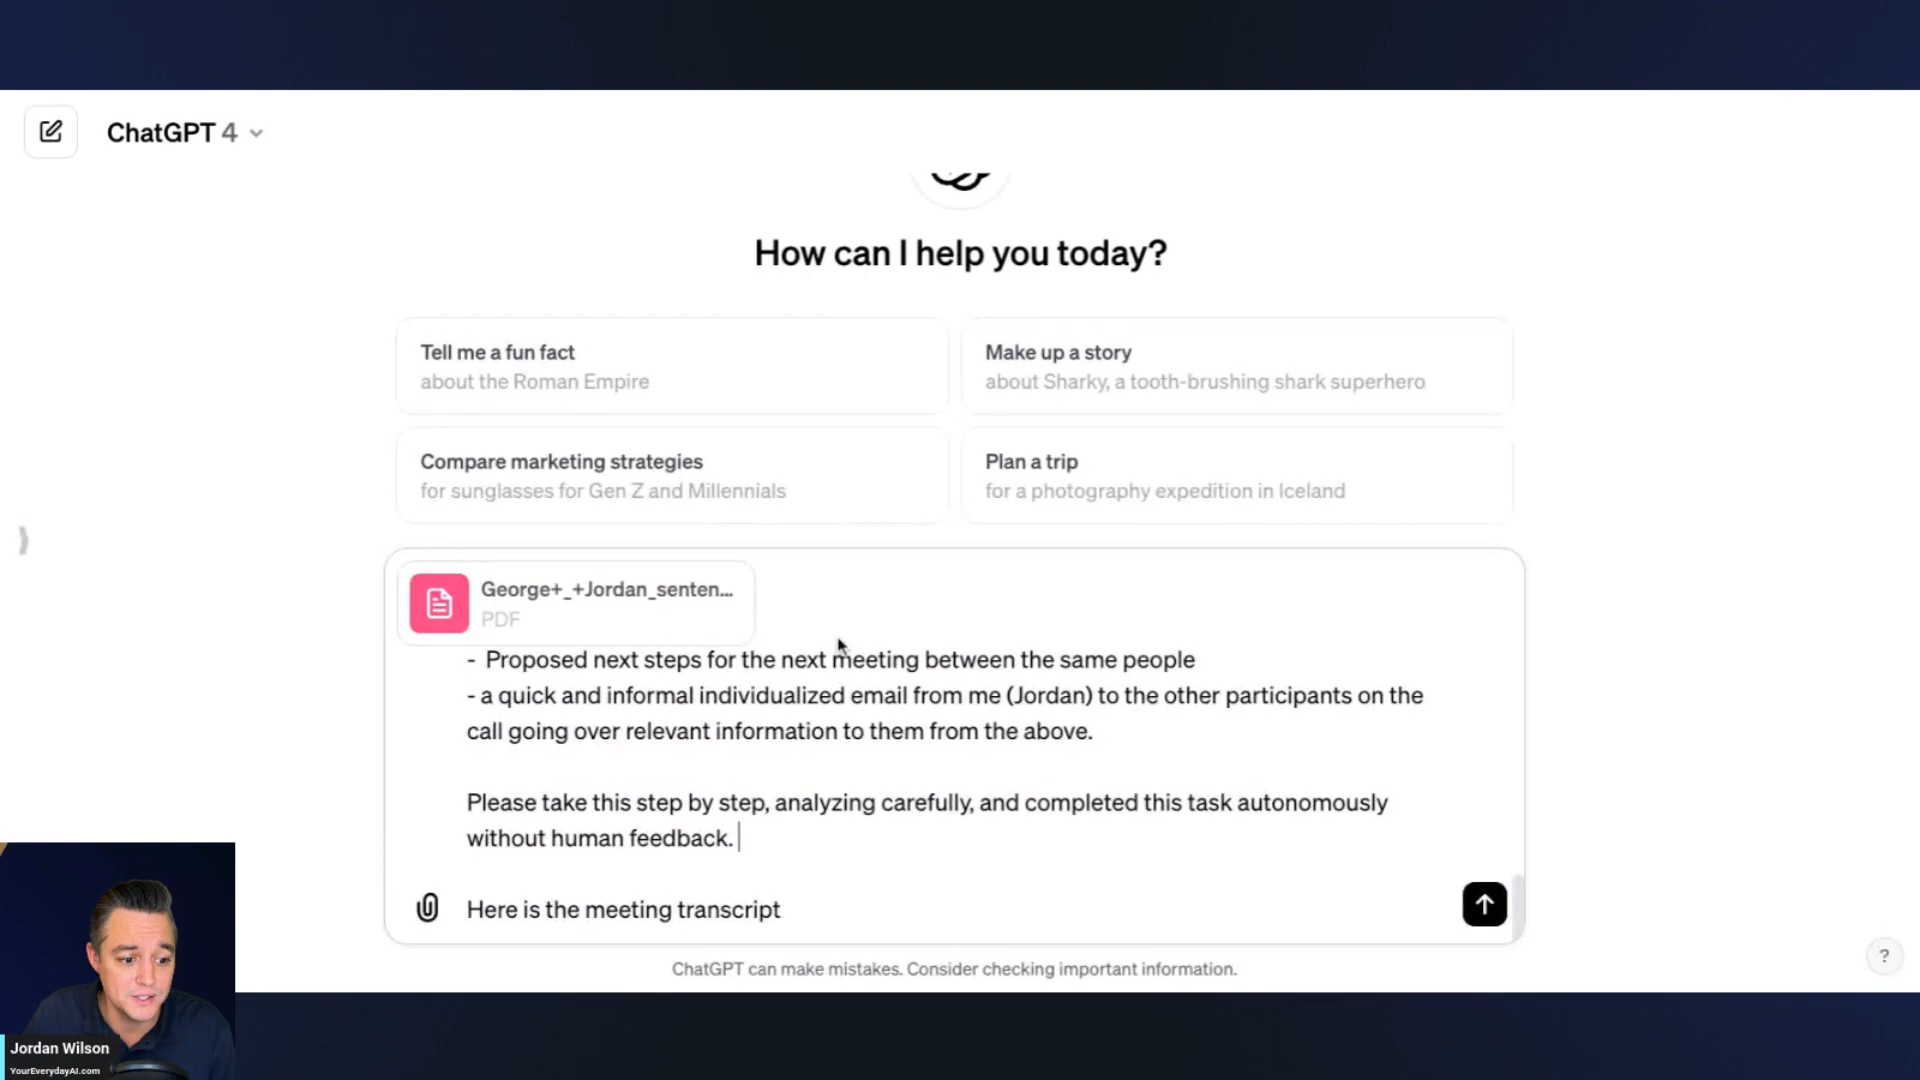 ChatGPT 4
How can I help you today?
Tell me a fun fact
about the Roman Empire
Make up a story
about Sharky, a tooth-brushing shark superhero
Compare marketing strategies
for sunglasses for Gen Z and Millennials
Plan a trip
for a photography expedition in Iceland
George+_+Jordan_senten...
PDF
- Proposed next steps for the next meeting between the same people
- a quick and informal individualized email from me (Jordan) to the other participants on the
call going over relevant information to them from the above.
Please take this step by step, analyzing carefully, and completed this task autonomously
without human feedback.
Here is the meeting transcript
ChatGPT can make mistakes. Consider checking important information.
?
Jordan Wilson
YourEverydayAI.com